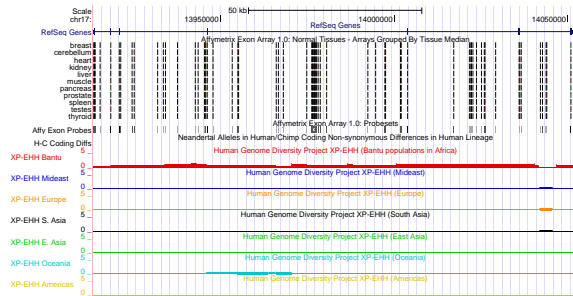 Scale 50 kb
chr17: 13950000 14000000 14050000
RefSeq Genes
RefSeq Genes
Affymetrix Exon Array 1.0: Normal Tissues - Arrays Grouped By Tissue Median
breast
cerebellum
heart
kidney
liver
muscle
pancreas
prostate
spleen
testes
thyroid
Affymetrix Exon Array 1.0: Probesets
Affy Exon Probes
Neandertal Alleles in Human/Chimp Coding Non-synonymous Differences in Human Lineage
H-C Coding Diffs
Human Genome Diversity Project XP-EHH (Bantu populations in Africa)
5
XP-EHH Bantu
0
Human Genome Diversity Project XP-EHH (Mideast)
5
XP-EHH Mideast
0
Human Genome Diversity Project XP-EHH (Europe)
5
XP-EHH Europe
0
Human Genome Diversity Project XP-EHH (South Asia)
5
XP-EHH S. Asia
0
Human Genome Diversity Project XP-EHH (East Asia)
5
XP-EHH E. Asia
0
Human Genome Diversity Project XP-EHH (Oceania)
5
XP-EHH Oceania
0
Human Genome Diversity Project XP-EHH (Americas)
5
XP-EHH Americas
0